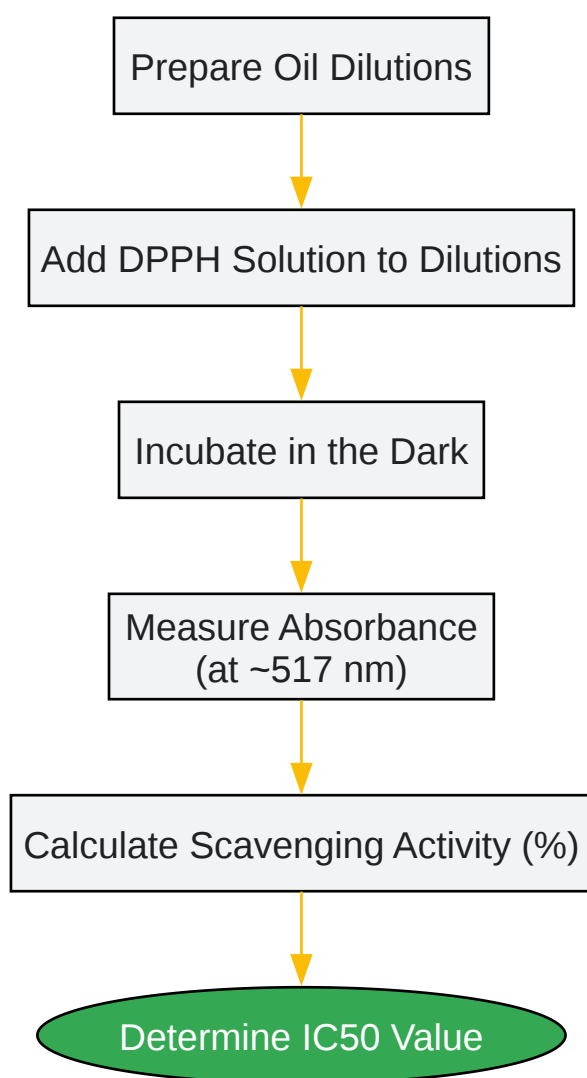 Prepare Oil Dilutions
Add DPPH Solution to Dilutions
Incubate in the Dark
Measure Absorbance
(at ~517 nm)
Calculate Scavenging Activity (%)
Determine IC50 Value